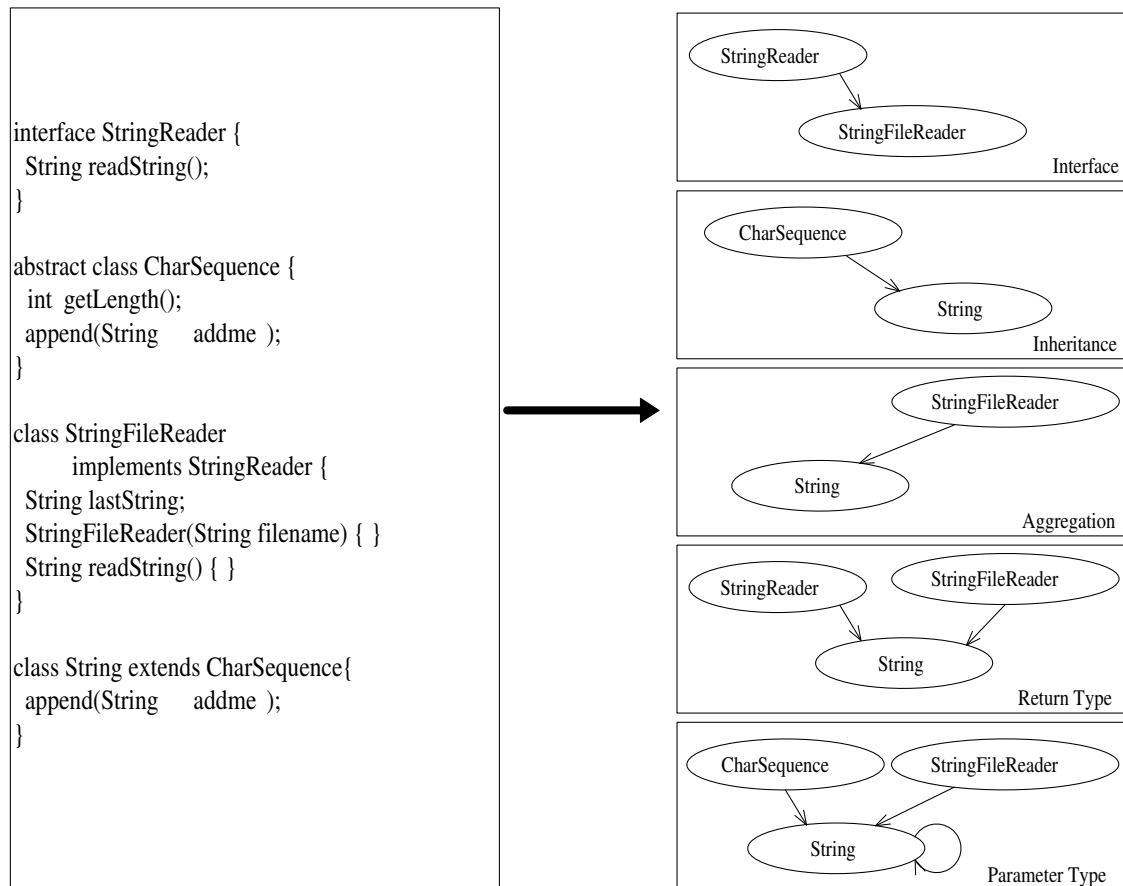 interface StringReader {
String readString();
}
abstract class CharSequence {
int getLength();
append(String addme );
}
class StringFileReader
implements StringReader {
String lastString;
StringFileReader(String filename) { }
String readString() { }
}
class String extends CharSequence{
append(String addme );
}
StringReader
StringFileReader
Interface
CharSequence
String
Inheritance
StringFileReader
String
Aggregation
StringReader
StringFileReader
String
Return Type
CharSequence
StringFileReader
String
Parameter Type